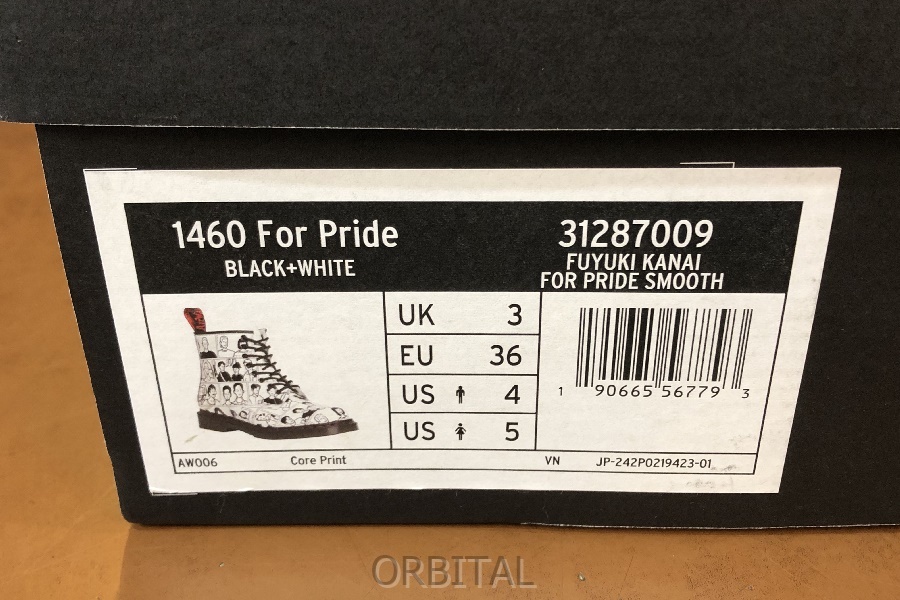 1460 For Pride
BLACK+WHITE
31287009
FUYUKI KANAI
FOR PRIDE SMOOTH
UK 3
EU 36
US 4
US 5
1 90665 56779 3
AW006 Core Print VN JP-242P0219423-01
ORBITAL